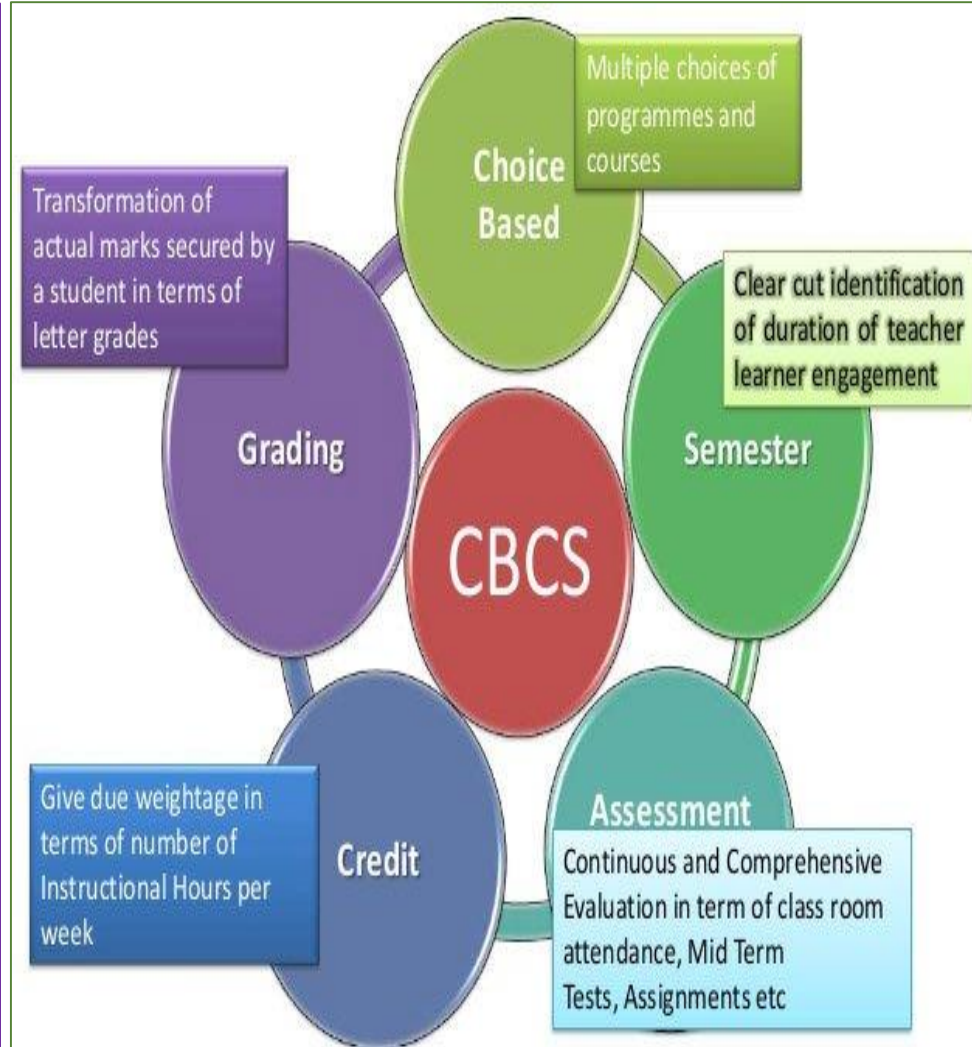 Choice
Based
Multiple choices of
programmes and
courses
Clear cut identification
of duration of teacher
learner engagement
Semester
Assessment
Continuous and Comprehensive
Evaluation in term of class room
attendance, Mid Term
Tests, Assignments etc
Credit
Give due weightage in
terms of number of
Instructional Hours per
week
Grading
Transformation of
actual marks secured by
a student in terms of
letter grades
CBCS